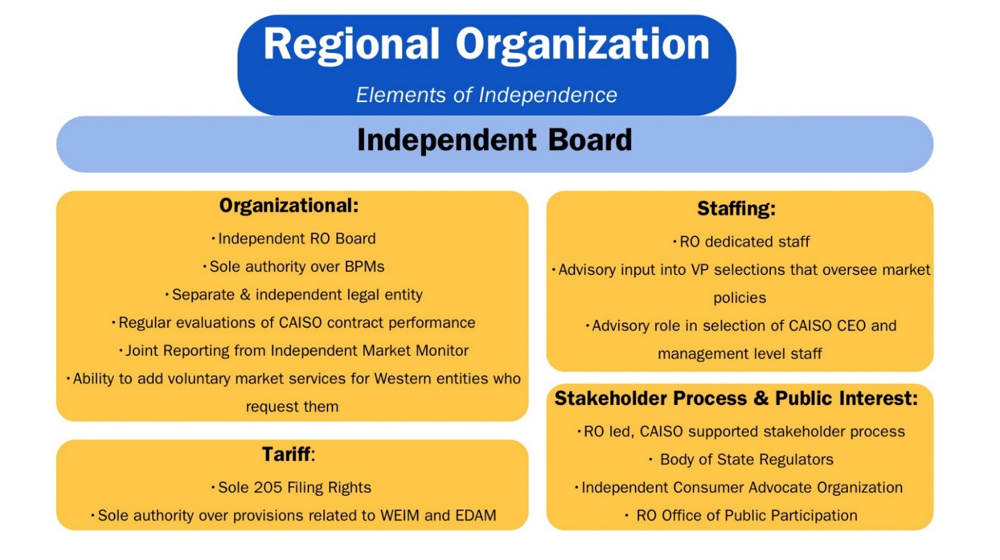 Regional Organization
Elements of Independence
Independent Board
Organizational:
·Independent RO Board
·Sole authority over BPMs
·Separate & independent legal entity
·Regular evaluations of CAISO contract performance
·Joint Reporting from Independent Market Monitor
·Ability to add voluntary market services for Western entities who
request them
Tariff:
·Sole 205 Filing Rights
·Sole authority over provisions related to WEIM and EDAM
Staffing:
·RO dedicated staff
·Advisory input into VP selections that oversee market
policies
·Advisory role in selection of CAISO CEO and
management level staff
Stakeholder Process & Public Interest:
·RO led, CAISO supported stakeholder process
· Body of State Regulators
·Independent Consumer Advocate Organization
· RO Office of Public Participation